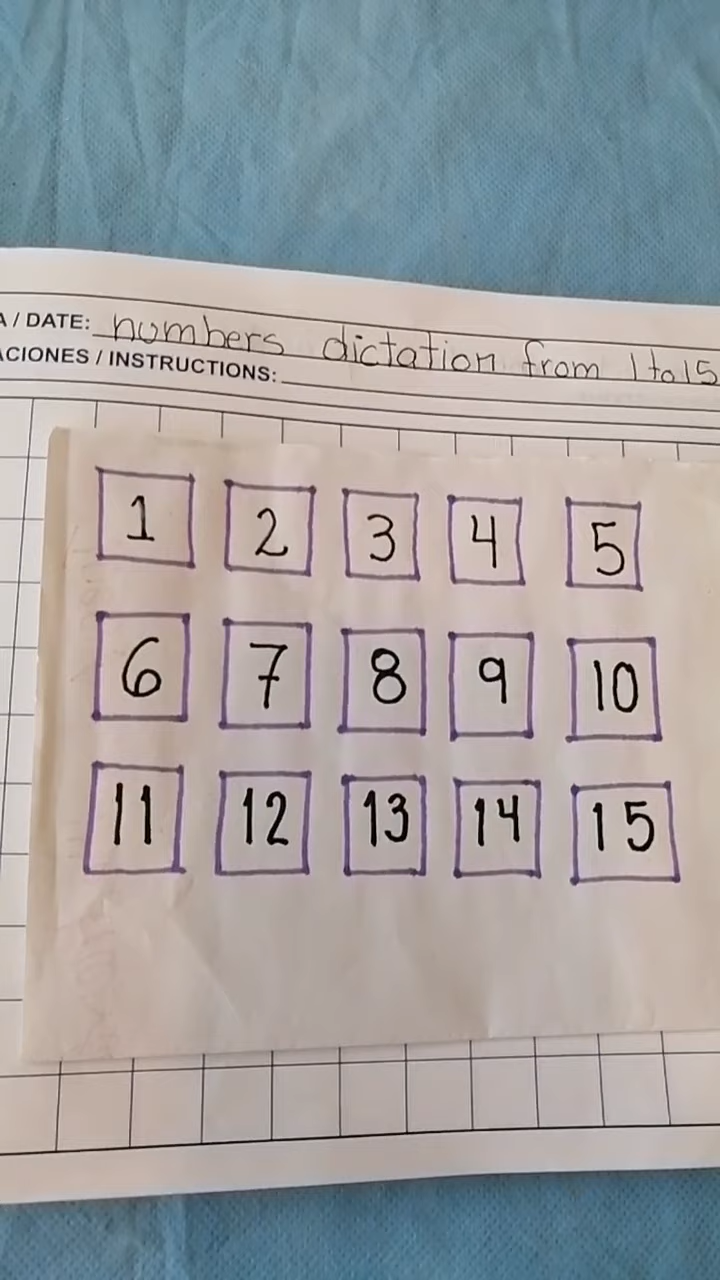 A / DATE: numbers dictation from 1 to 15
ACIONES / INSTRUCTIONS:
1 2 3 4 5
6 7 8 9 10
11 12 13 14 15